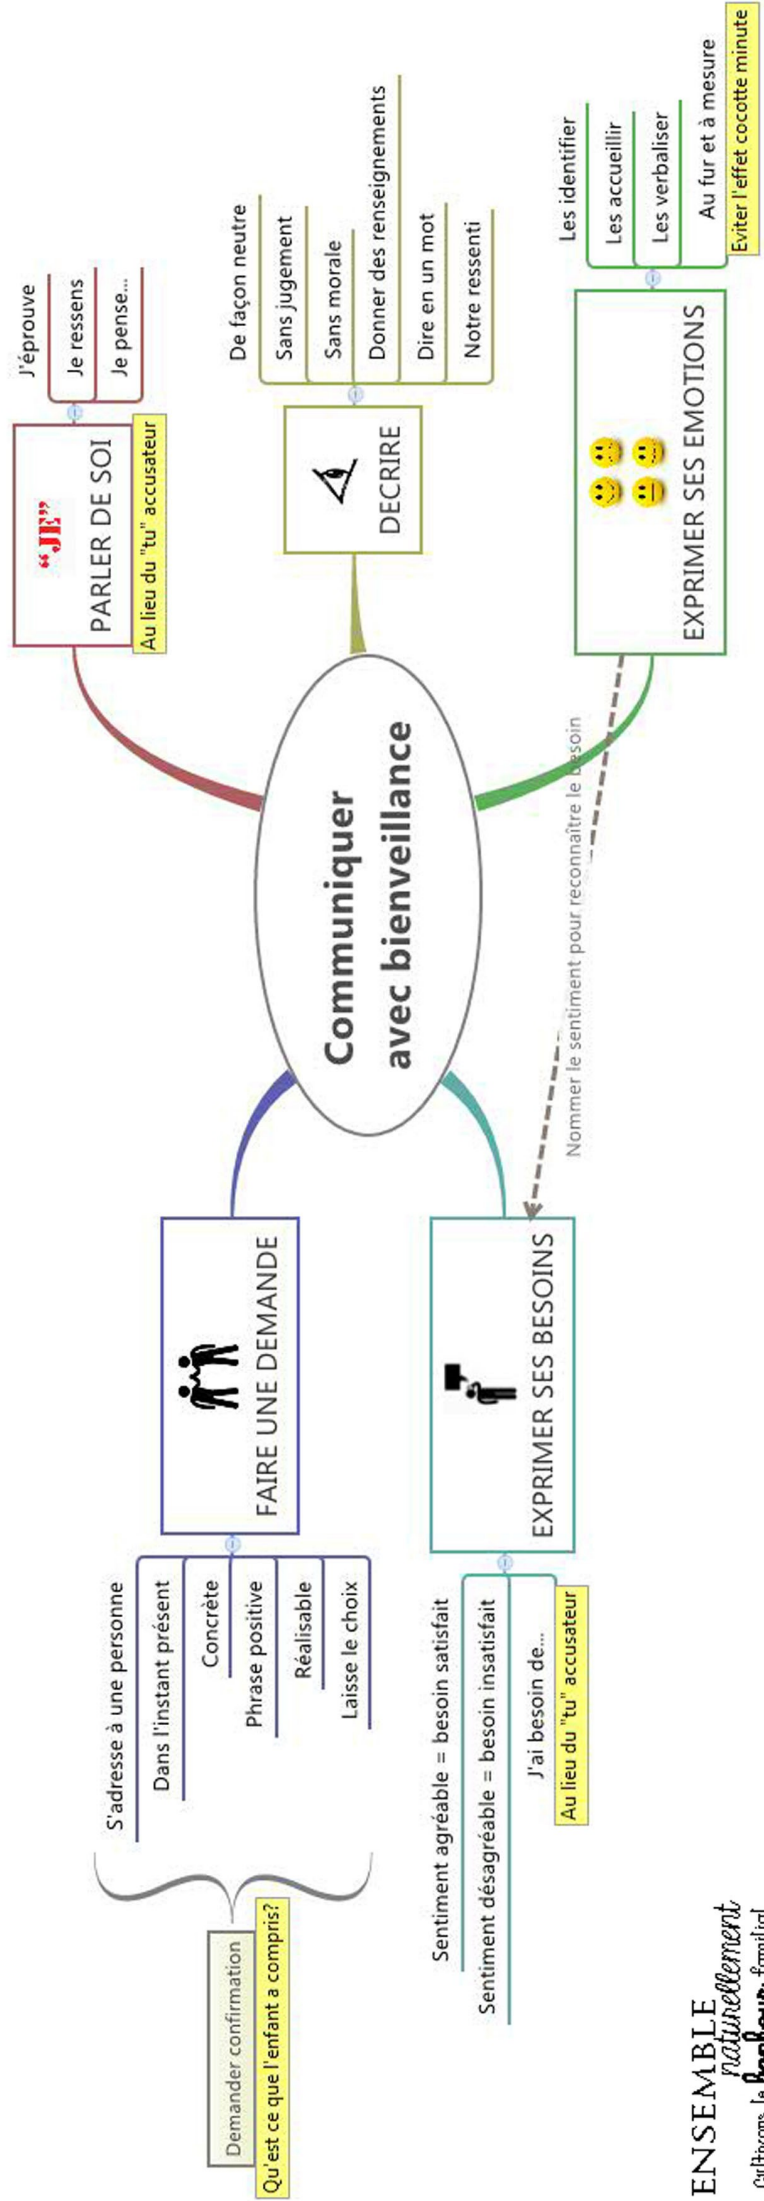 Communiquer
avec bienveillance
"JE"
PARLER DE SOI
Au lieu du "tu" accusateur
J'éprouve
Je ressens
Je pense...
DECRIRE
De façon neutre
Sans jugement
Sans morale
Donner des renseignements
Dire en un mot
Notre ressenti
EXPRIMER SES EMOTIONS
Les identifier
Les accueillir
Les verbaliser
Au fur et à mesure
Eviter l'effet cocotte minute
Nommer le sentiment pour reconnaître le besoin
EXPRIMER SES BESOINS
Sentiment agréable = besoin satisfait
Sentiment désagréable = besoin insatisfait
J'ai besoin de...
Au lieu du "tu" accusateur
FAIRE UNE DEMANDE
S'adresse à une personne
Dans l'instant présent
Concrète
Phrase positive
Réalisable
Laisse le choix
Demander confirmation
Qu'est ce que l'enfant a compris?
ENSEMBLE
naturellement
Cultivons le bonheur familial